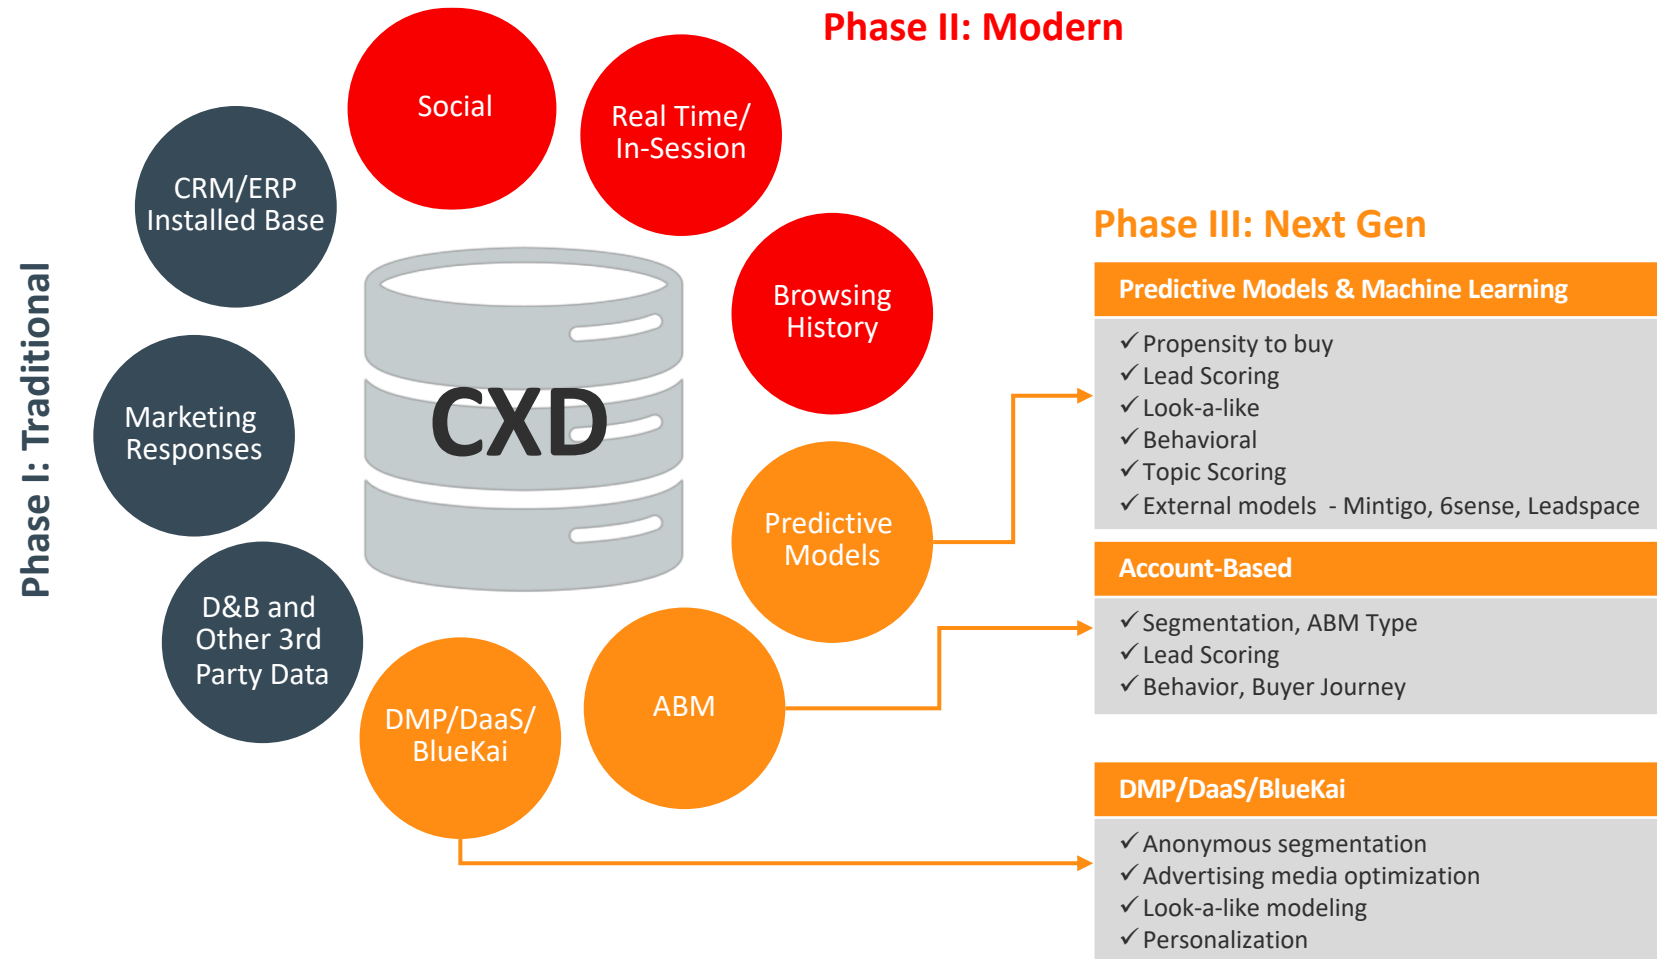 Phase II: Modern
Social
Real Time/
In-Session
CRM/ERP
Installed Base
Phase I: Traditional
Browsing
History
CXD
Marketing
Responses
Predictive
Models
D&B and
Other 3rd
Party Data
DMP/DaaS/
BlueKai
ABM
Phase III: Next Gen
Predictive Models & Machine Learning
✓ Propensity to buy
✓ Lead Scoring
✓ Look-a-like
✓ Behavioral
✓ Topic Scoring
✓ External models - Mintigo, 6sense, Leadspace
Account-Based
✓ Segmentation, ABM Type
✓ Lead Scoring
✓ Behavior, Buyer Journey
DMP/DaaS/BlueKai
✓ Anonymous segmentation
✓ Advertising media optimization
✓ Look-a-like modeling
✓ Personalization